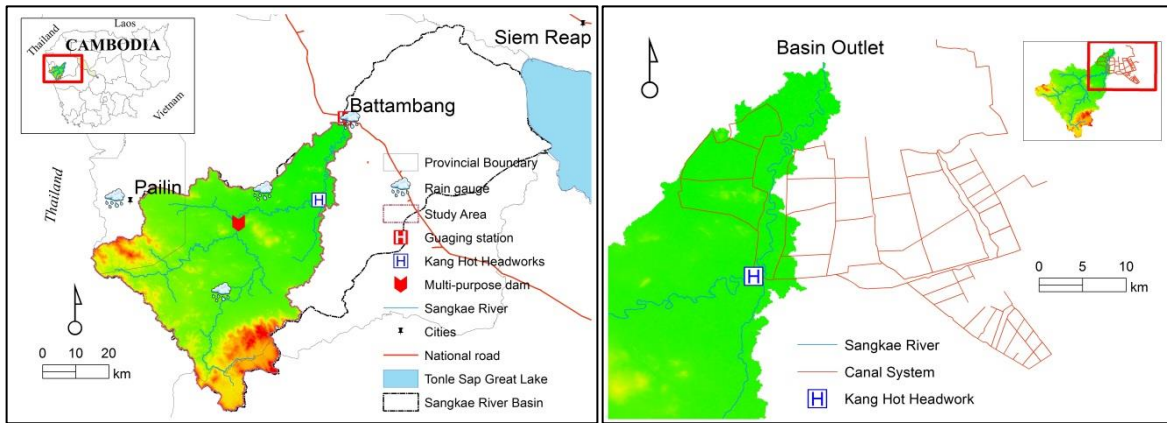 Laos
Thailand
CAMBODIA
Vietnam
Siem Reap
Battambang
Pailin
Thailand
Provincial Boundary
Rain gauge
Study Area
Guaging station
Kang Hot Headworks
Multi-purpose dam
Sangkae River
Cities
National road
Tonle Sap Great Lake
Sangkae River Basin
H
H
H
H
0 10 20
km
Basin Outlet
H
0 5 10
km
Sangkae River
Canal System
H
Kang Hot Headwork